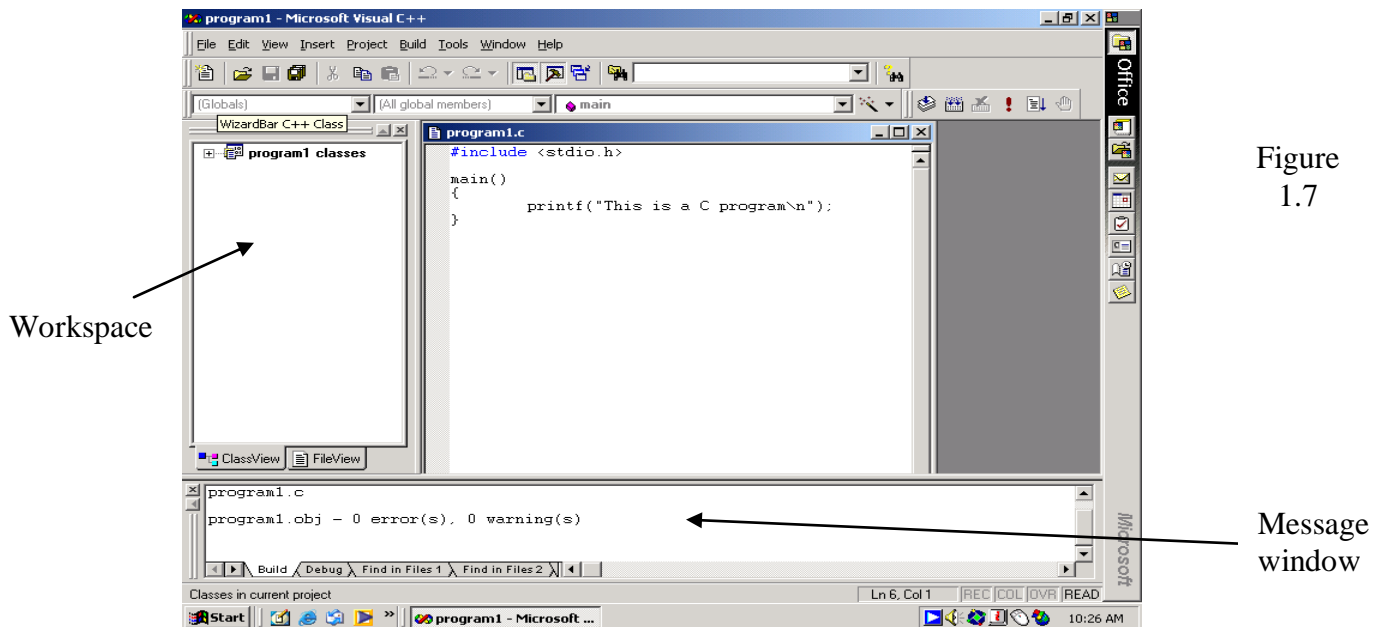 program1 - Microsoft Visual C++
File Edit View Insert Project Build Tools Window Help
(Globals) (All global members) main
WizardBar C++ Class
program1.c
program1 classes
#include <stdio.h>
main()
{
printf("This is a C program\n");
}
ClassView FileView
program1.c
program1.obj - 0 error(s), 0 warning(s)
Build Debug Find in Files 1 Find in Files 2
Classes in current project Ln 6, Col 1 REC COL OVR READ
Start » program1 - Microsoft ... 10:26 AM
Office
Microsoft
Workspace
Figure
1.7
Message
window